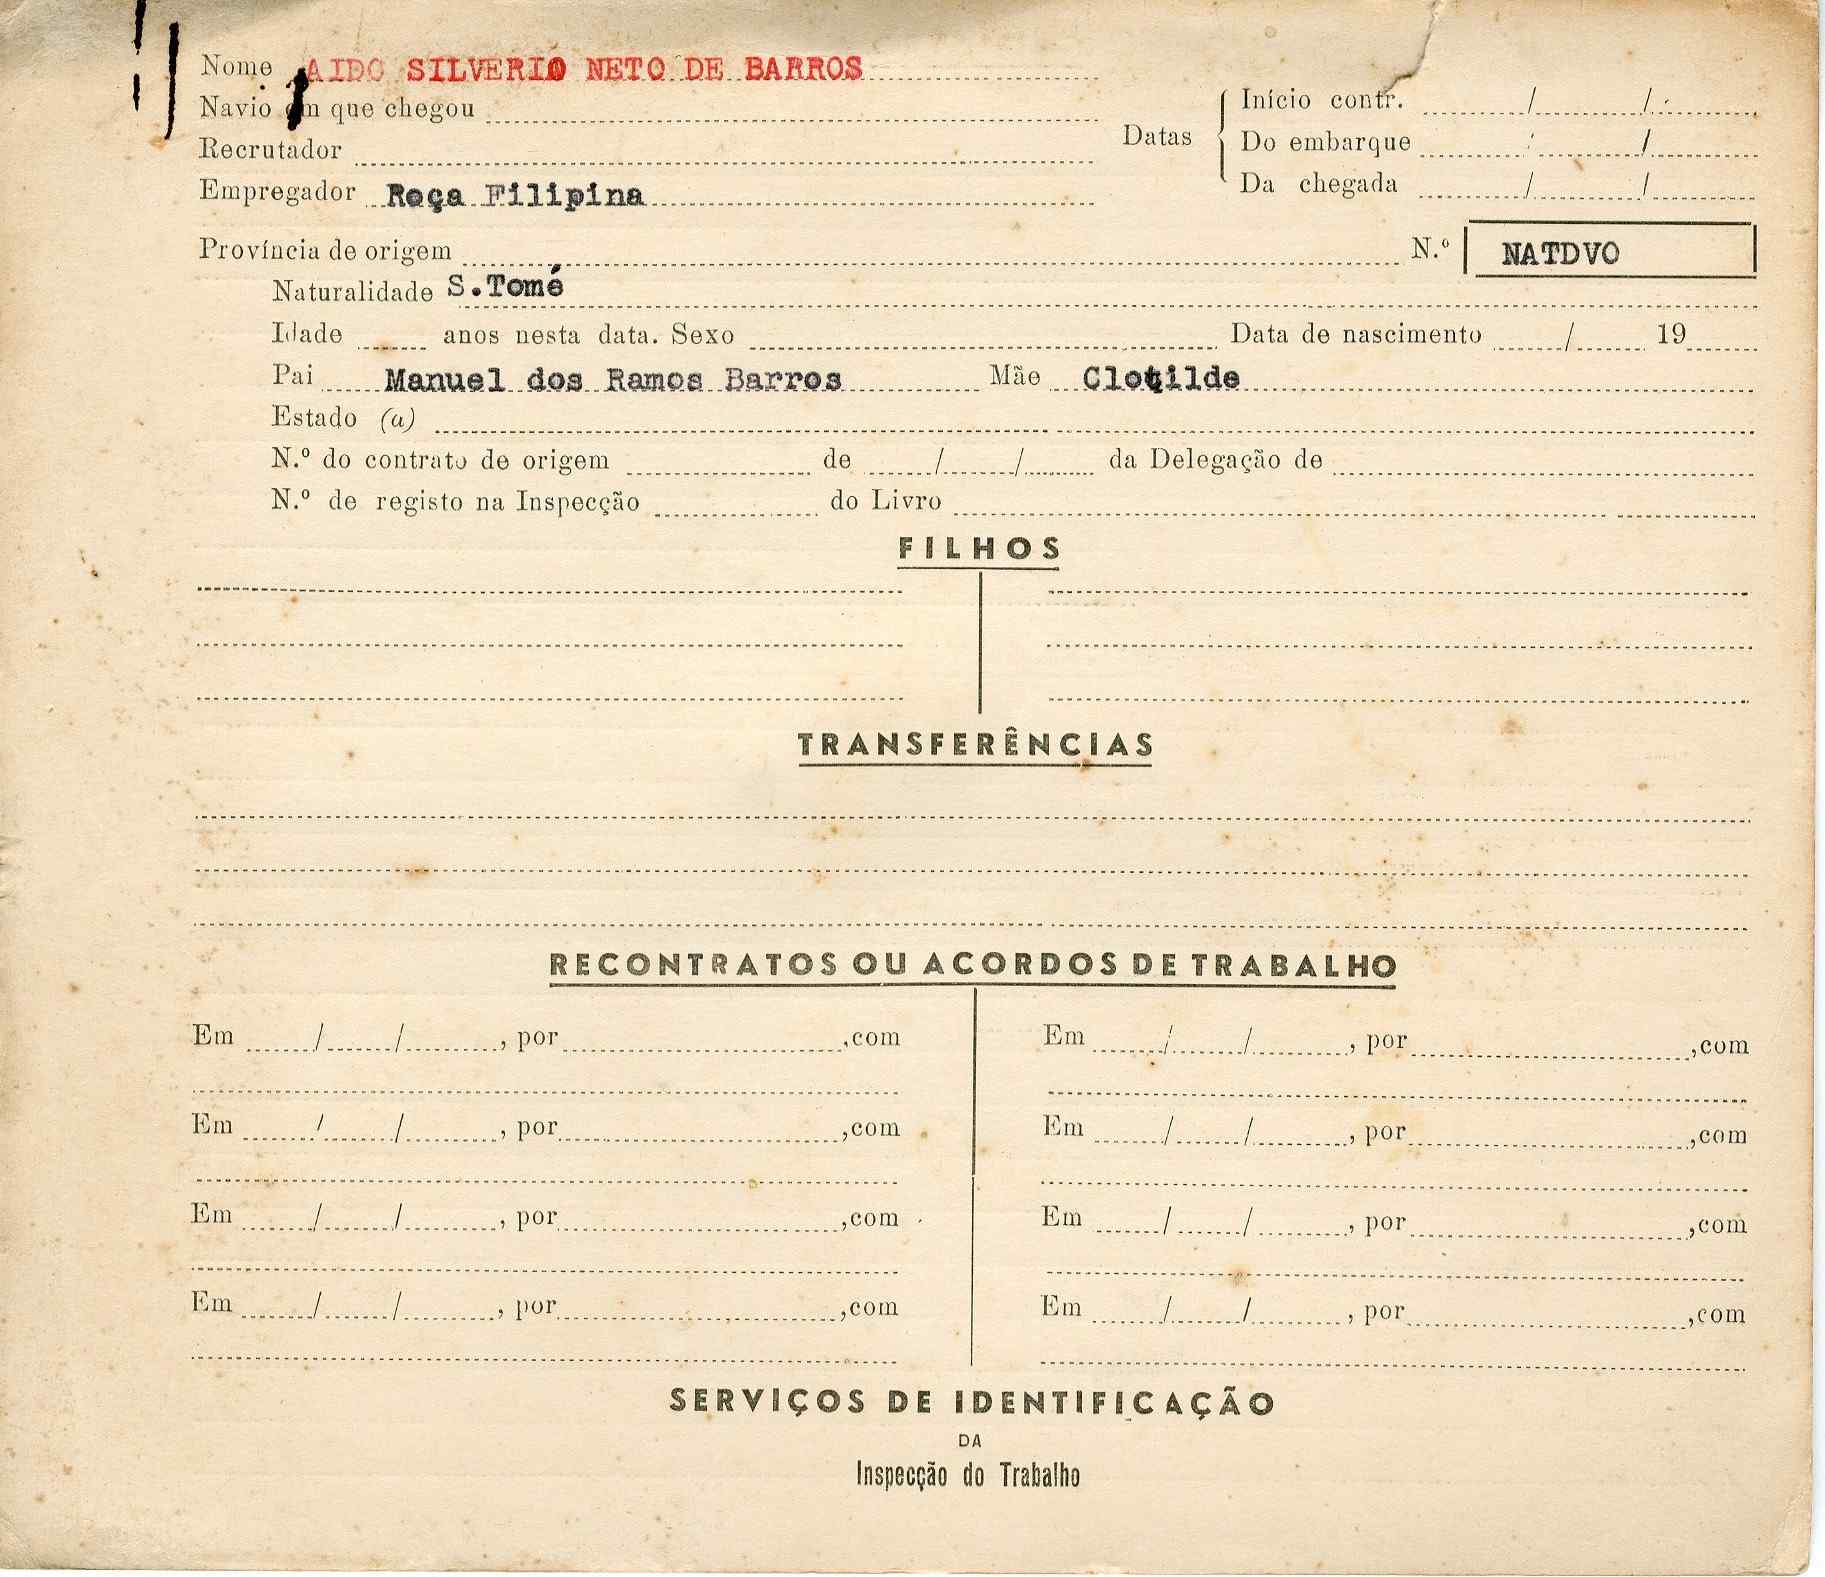 Nome AIDO SILVERIO NETO DE BARROS
Navio em que chegou
Recrutador
Empregador Roça Filipina
Datas
Início contr. / /
Do embarque / /
Da chegada / /
Província de origem
N.º NATDVO
Naturalidade S.Tomé
Idade anos nesta data. Sexo Data de nascimento / 19
Pai Manuel dos Ramos Barros Mãe Clotilde
Estado (a)
N.º do contrato de origem de / / da Delegação de
N.º de registo na Inspecção do Livro
FILHOS
TRANSFERÊNCIAS
RECONTRATOS OU ACORDOS DE TRABALHO
Em / / , por ,com
Em / / , por ,com
Em / / , por ,com
Em / / , por ,com
Em / / , por ,com
Em / / , por ,com
Em / / , por ,com
Em / / , por ,com
SERVIÇOS DE IDENTIFICAÇÃO
DA
Inspecção do Trabalho